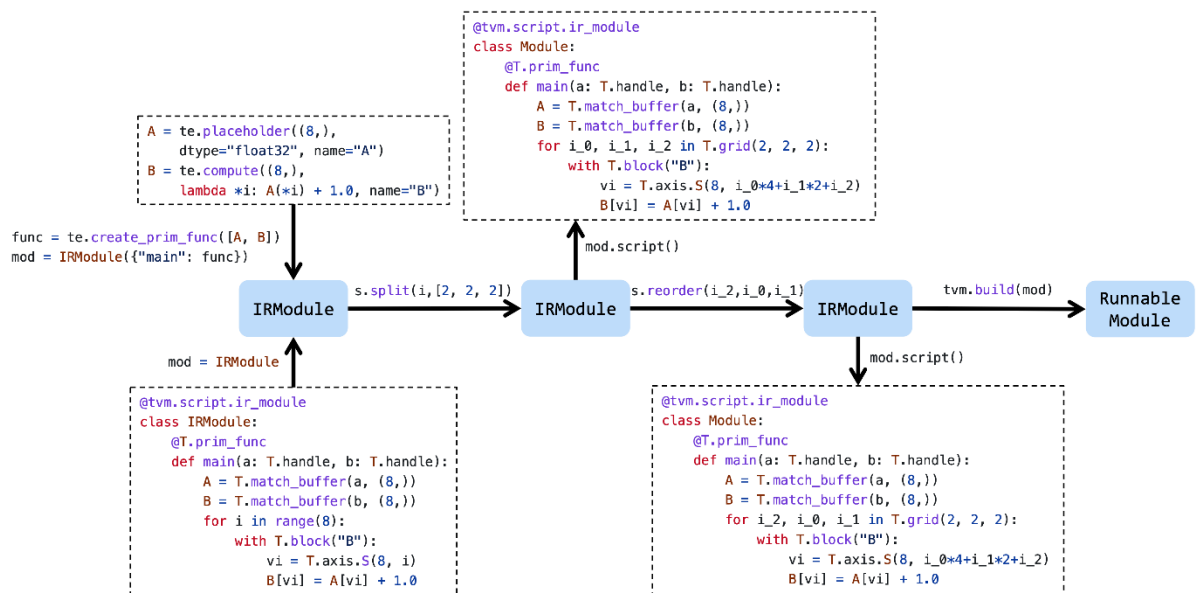 @tvm.script.ir_module
class Module:
    @T.prim_func
    def main(a: T.handle, b: T.handle):
        A = T.match_buffer(a, (8,))
        B = T.match_buffer(b, (8,))
        for i_0, i_1, i_2 in T.grid(2, 2, 2):
            with T.block("B"):
                vi = T.axis.S(8, i_0*4+i_1*2+i_2)
                B[vi] = A[vi] + 1.0
A = te.placeholder((8,),
    dtype="float32", name="A")
B = te.compute((8,),
    lambda *i: A(*i) + 1.0, name="B")
func = te.create_prim_func([A, B])
mod = IRModule({"main": func})
mod.script()
IRModule
s.split(i,[2, 2, 2])
IRModule
s.reorder(i_2,i_0,i_1)
IRModule
tvm.build(mod)
Runnable
Module
mod = IRModule
mod.script()
@tvm.script.ir_module
class IRModule:
    @T.prim_func
    def main(a: T.handle, b: T.handle):
        A = T.match_buffer(a, (8,))
        B = T.match_buffer(b, (8,))
        for i in range(8):
            with T.block("B"):
                vi = T.axis.S(8, i)
                B[vi] = A[vi] + 1.0
@tvm.script.ir_module
class Module:
    @T.prim_func
    def main(a: T.handle, b: T.handle):
        A = T.match_buffer(a, (8,))
        B = T.match_buffer(b, (8,))
        for i_2, i_0, i_1 in T.grid(2, 2, 2):
            with T.block("B"):
                vi = T.axis.S(8, i_0*4+i_1*2+i_2)
                B[vi] = A[vi] + 1.0